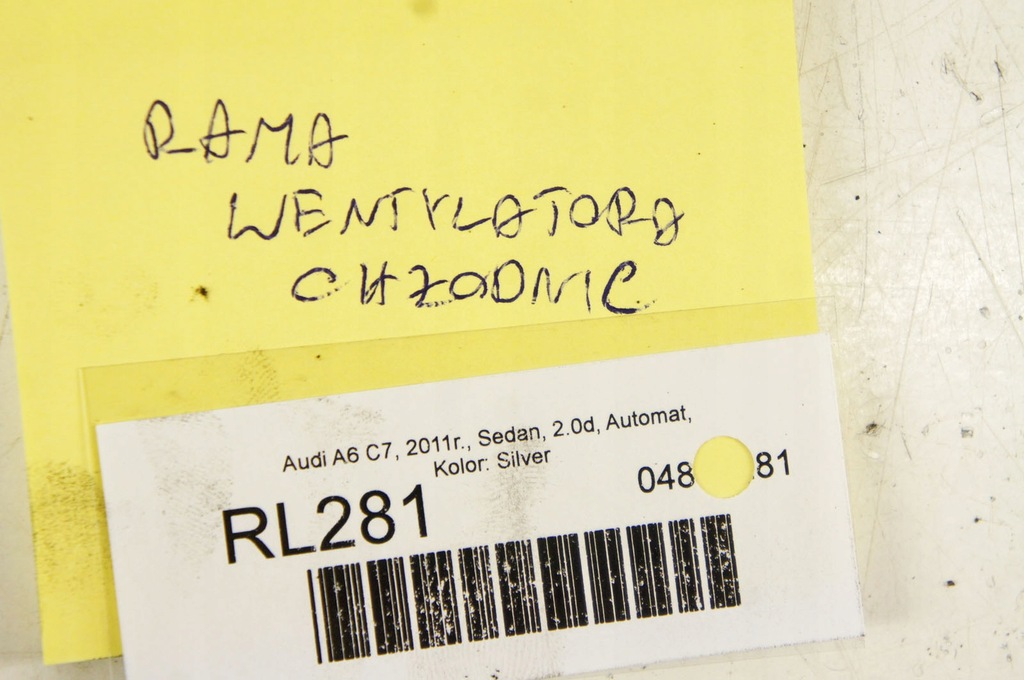 RAMA
WENTYLATORA
CHŁODNIC
Audi A6 C7, 2011r., Sedan, 2.0d, Automat,
Kolor: Silver
RL281
048 81